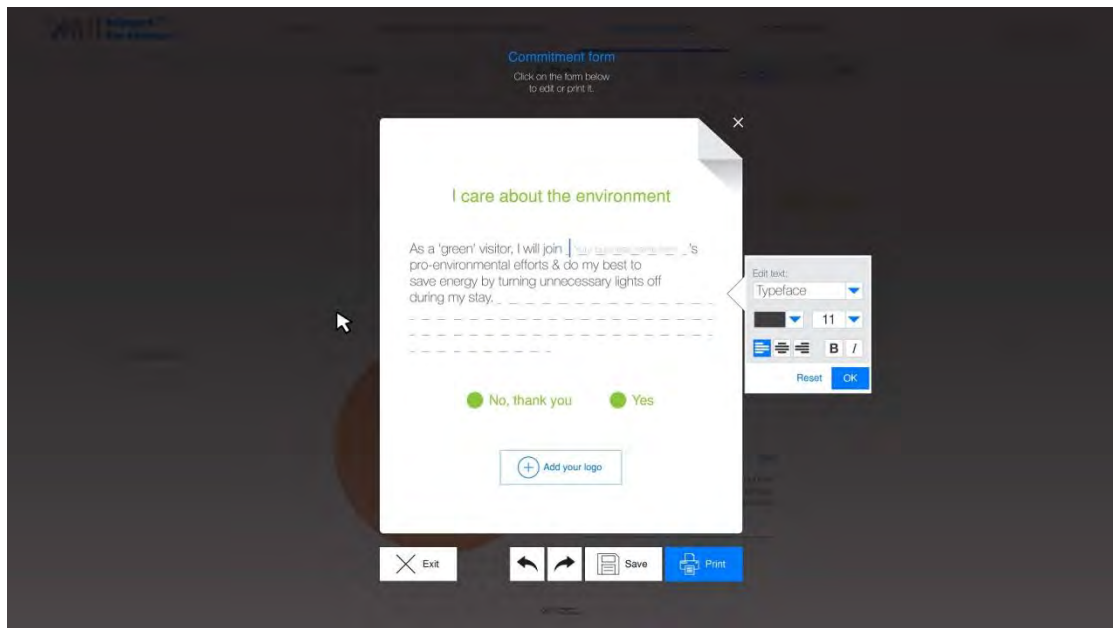 Commitment form
Click on the form below
to edit or print it.
I care about the environment
As a 'green' visitor, I will join 's
pro-environmental efforts & do my best to
save energy by turning unnecessary lights off
during my stay.
Edit text:
Typeface
11
B I
Reset OK
No, thank you Yes
Add your logo
Exit Save Print